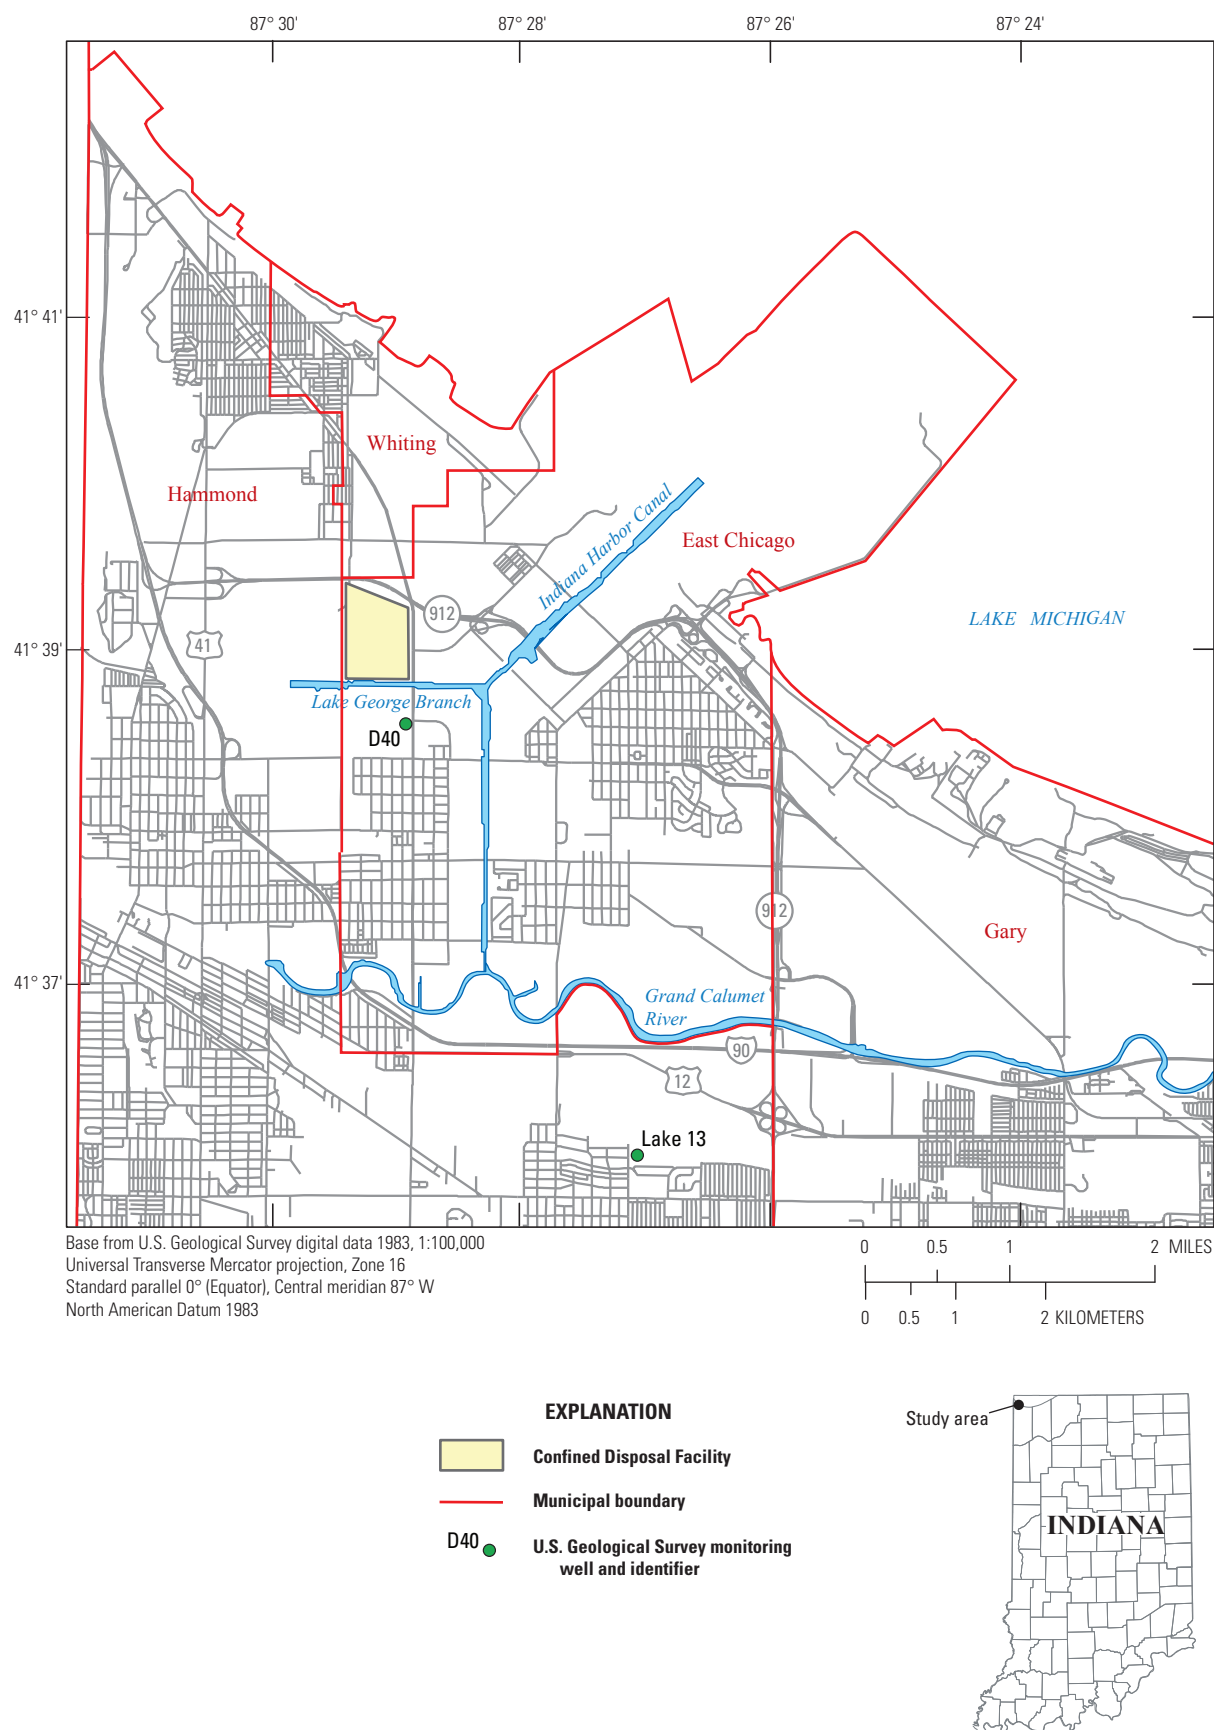 87° 30'
87° 28'
87° 26'
87° 24'
41° 41'
Whiting
Hammond
Indiana Harbor Canal
East Chicago
912
LAKE MICHIGAN
41
41° 39'
Lake George Branch
D40
912
Gary
41° 37'
Grand Calumet
River
90
12
Lake 13
Base from U.S. Geological Survey digital data 1983, 1:100,000
Universal Transverse Mercator projection, Zone 16
Standard parallel 0° (Equator), Central meridian 87° W
North American Datum 1983
0 0.5 1 2 MILES
0 0.5 1 2 KILOMETERS
EXPLANATION
Confined Disposal Facility
Municipal boundary
D40
U.S. Geological Survey monitoring
well and identifier
Study area
INDIANA